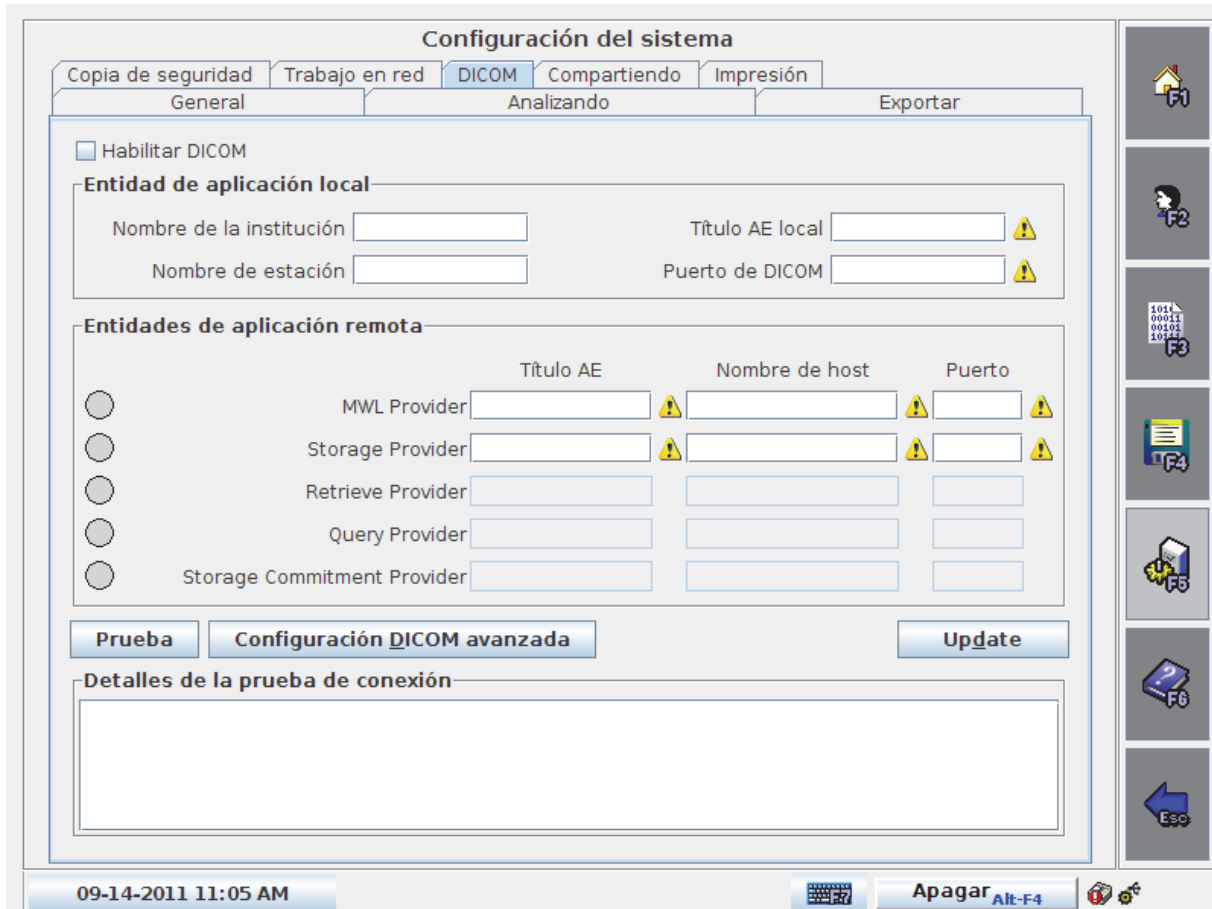 Configuración del sistema
Copia de seguridad Trabajo en red DICOM Compartiendo Impresión
General Analizando Exportar
Habilitar DICOM
Entidad de aplicación local
Nombre de la institución Título AE local
Nombre de estación Puerto de DICOM
Entidades de aplicación remota
Título AE Nombre de host Puerto
MWL Provider
Storage Provider
Retrieve Provider
Query Provider
Storage Commitment Provider
Prueba Configuración DICOM avanzada Update
Detalles de la prueba de conexión
09-14-2011 11:05 AM F7 Apagar Alt-F4
F1
F2
F3
F4
F5
F6
Esc